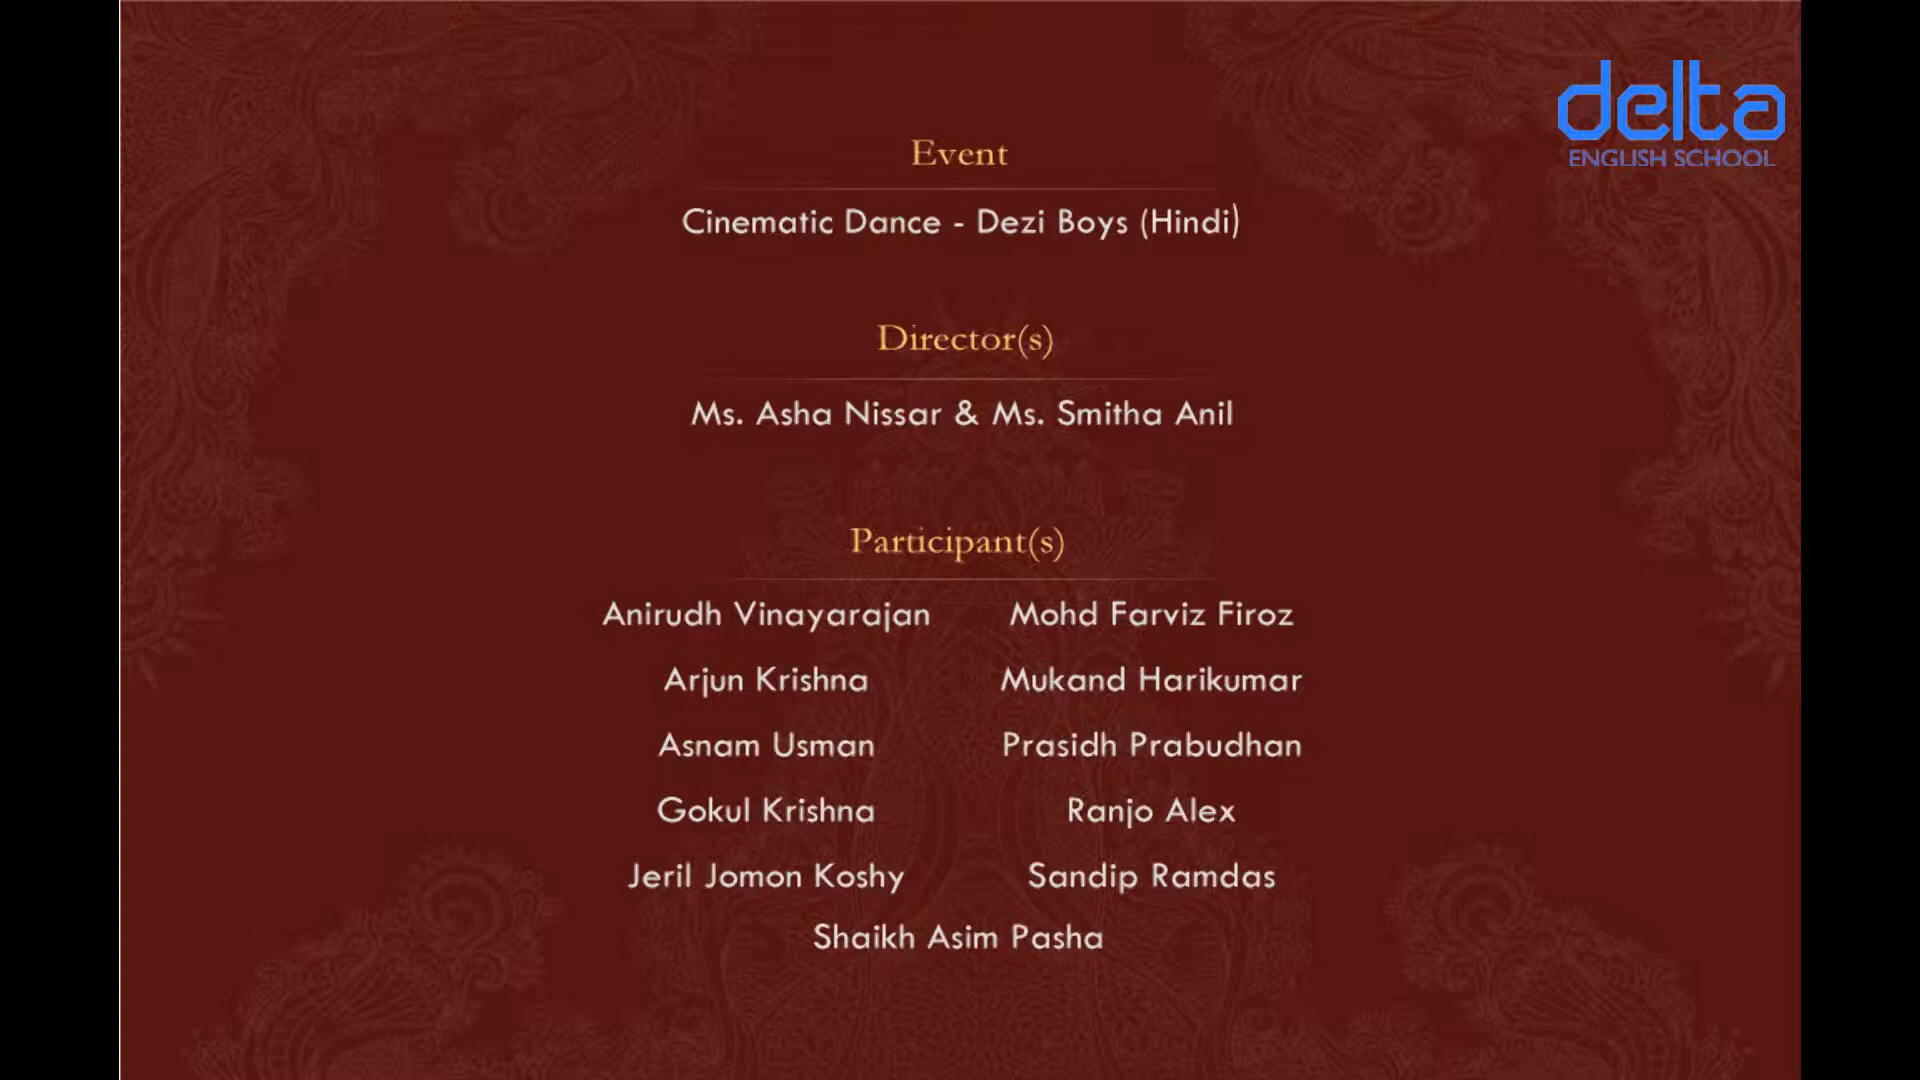 delta
ENGLISH SCHOOL
Event
Cinematic Dance - Dezi Boys (Hindi)
Director(s)
Ms. Asha Nissar & Ms. Smitha Anil
Participant(s)
Anirudh Vinayarajan Mohd Farviz Firoz
Arjun Krishna Mukand Harikumar
Asnam Usman Prasidh Prabudhan
Gokul Krishna Ranjo Alex
Jeril Jomon Koshy Sandip Ramdas
Shaikh Asim Pasha